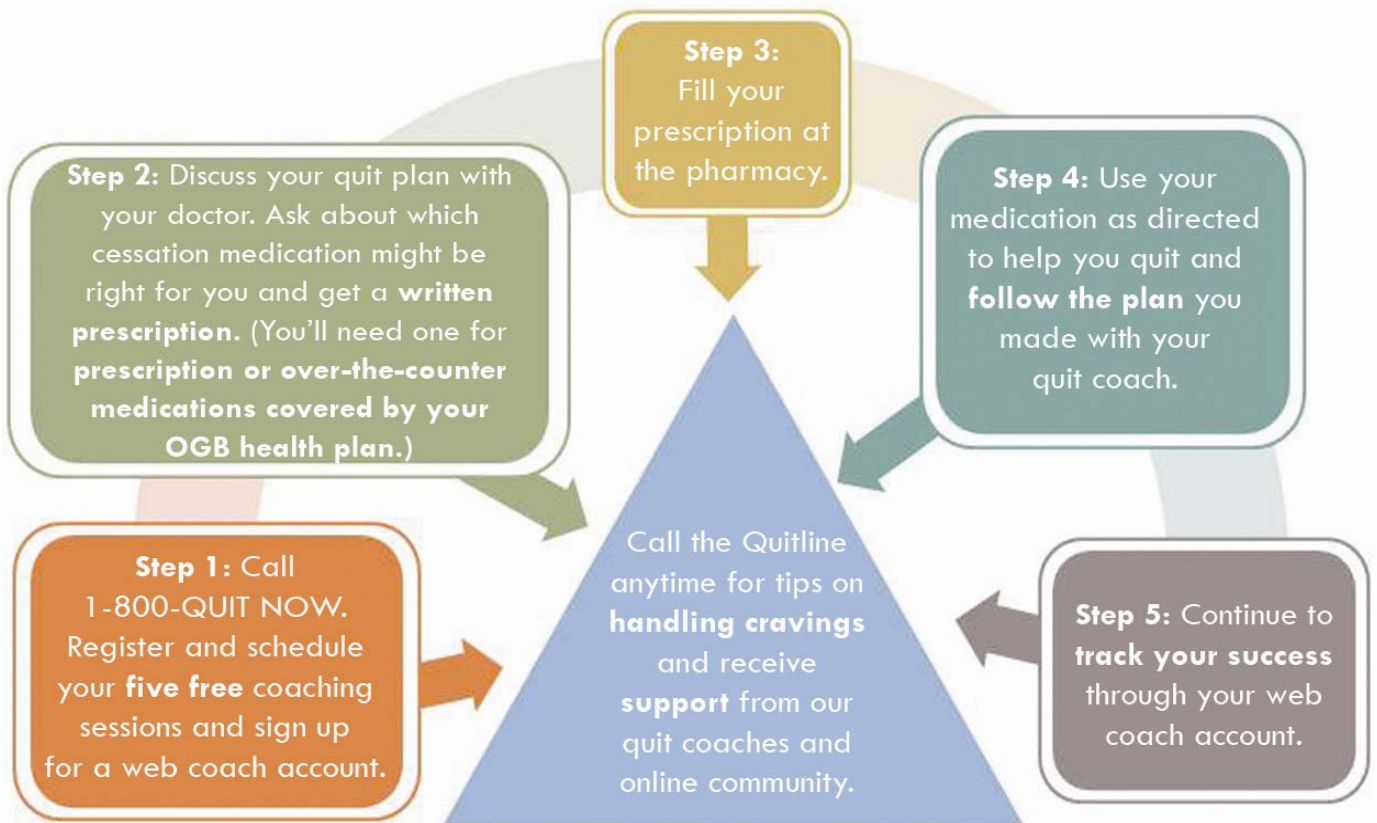 Step 1: Call
1-800-QUIT NOW.
Register and schedule
your five free coaching
sessions and sign up
for a web coach account.
Step 2: Discuss your quit plan with
your doctor. Ask about which
cessation medication might be
right for you and get a written
prescription. (You'll need one for
prescription or over-the-counter
medications covered by your
OGB health plan.)
Step 3:
Fill your
prescription at
the pharmacy.
Step 4: Use your
medication as directed
to help you quit and
follow the plan you
made with your
quit coach.
Step 5: Continue to
track your success
through your web
coach account.
Call the Quitline
anytime for tips on
handling cravings
and receive
support from our
quit coaches and
online community.